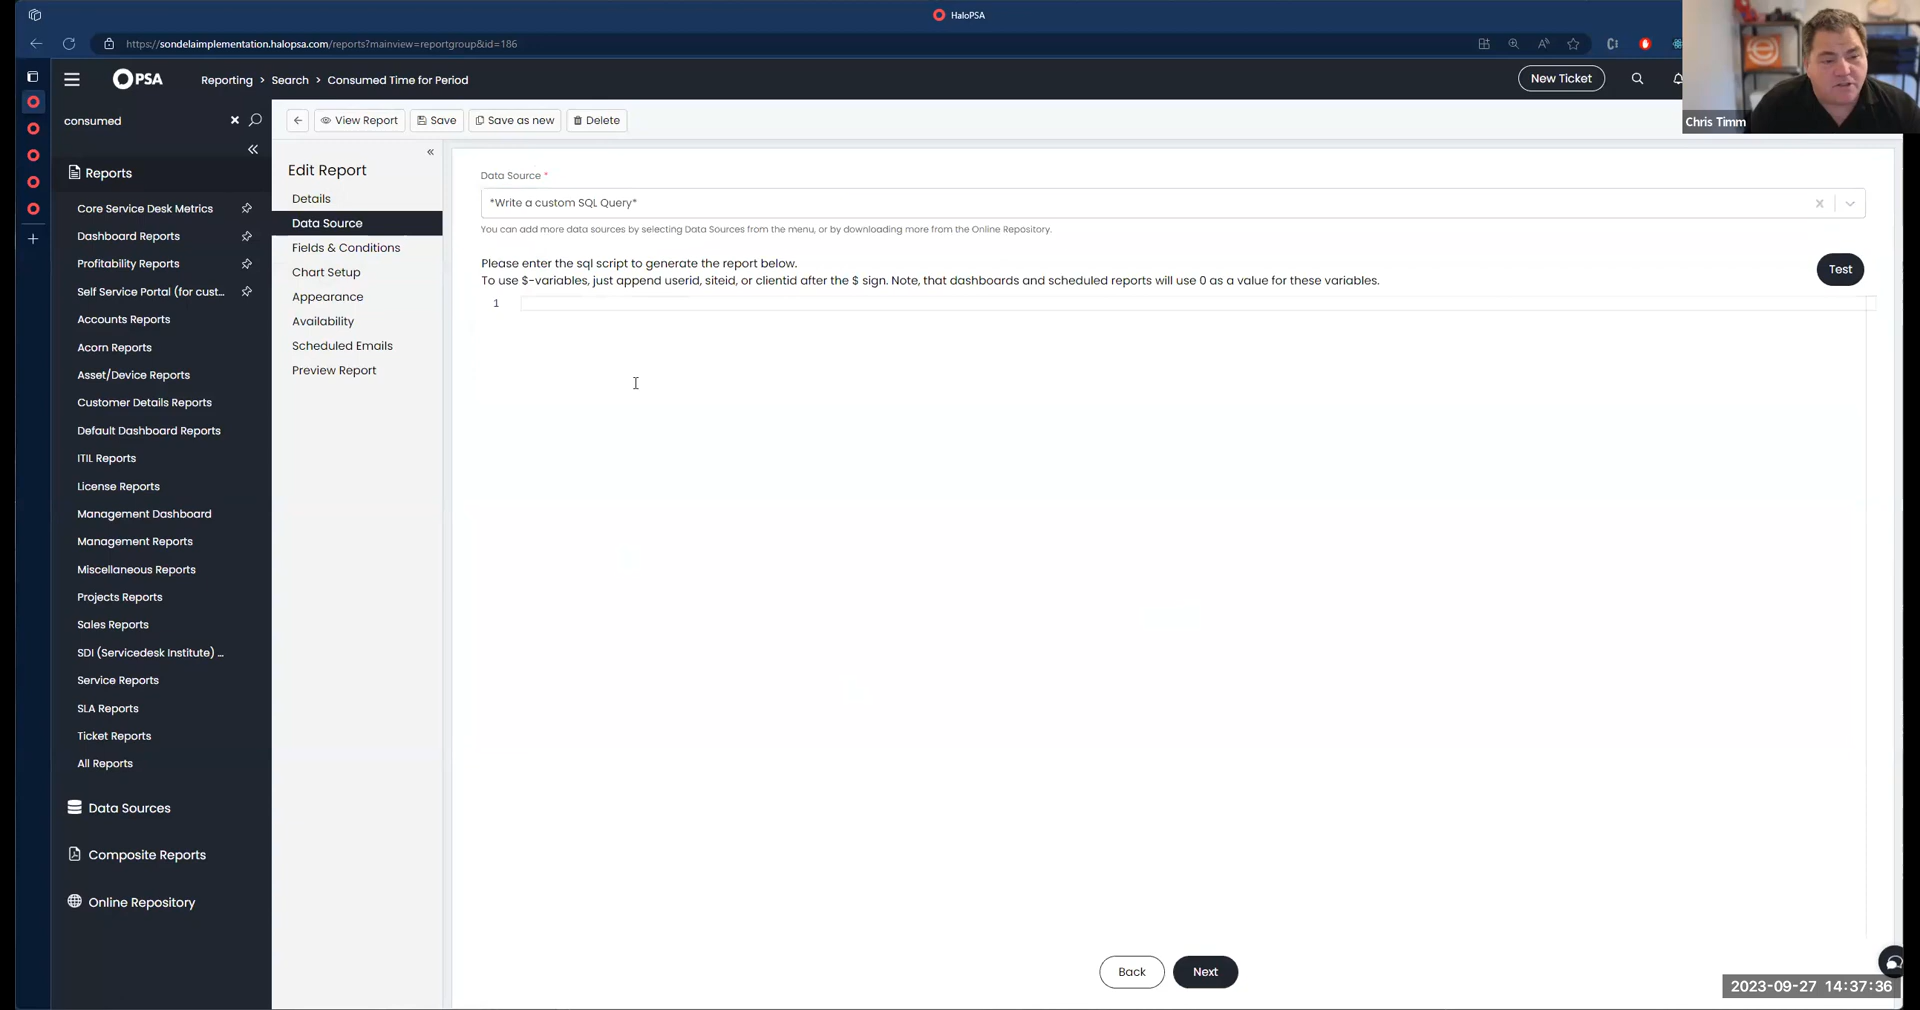 HaloPSA
https://sondelaimplementation.halopsa.com/reports?mainview=reportgroup&id=186
PSA
Reporting > Search > Consumed Time for Period
New Ticket
Chris Timm
consumed
View Report
Save
Save as new
Delete
Reports
Core Service Desk Metrics
Dashboard Reports
Profitability Reports
Self Service Portal (for cust...
Accounts Reports
Acorn Reports
Asset/Device Reports
Customer Details Reports
Default Dashboard Reports
ITIL Reports
License Reports
Management Dashboard
Management Reports
Miscellaneous Reports
Projects Reports
Sales Reports
SDI (Servicedesk Institute) ...
Service Reports
SLA Reports
Ticket Reports
All Reports
Data Sources
Composite Reports
Online Repository
Edit Report
Details
Data Source
Fields & Conditions
Chart Setup
Appearance
Availability
Scheduled Emails
Preview Report
Data Source *
*Write a custom SQL Query*
You can add more data sources by selecting Data Sources from the menu, or by downloading more from the Online Repository.
Please enter the sql script to generate the report below.
To use $-variables, just append userid, siteid, or clientid after the $ sign. Note, that dashboards and scheduled reports will use 0 as a value for these variables.
Test
1
Back
Next
2023-09-27 14:37:36